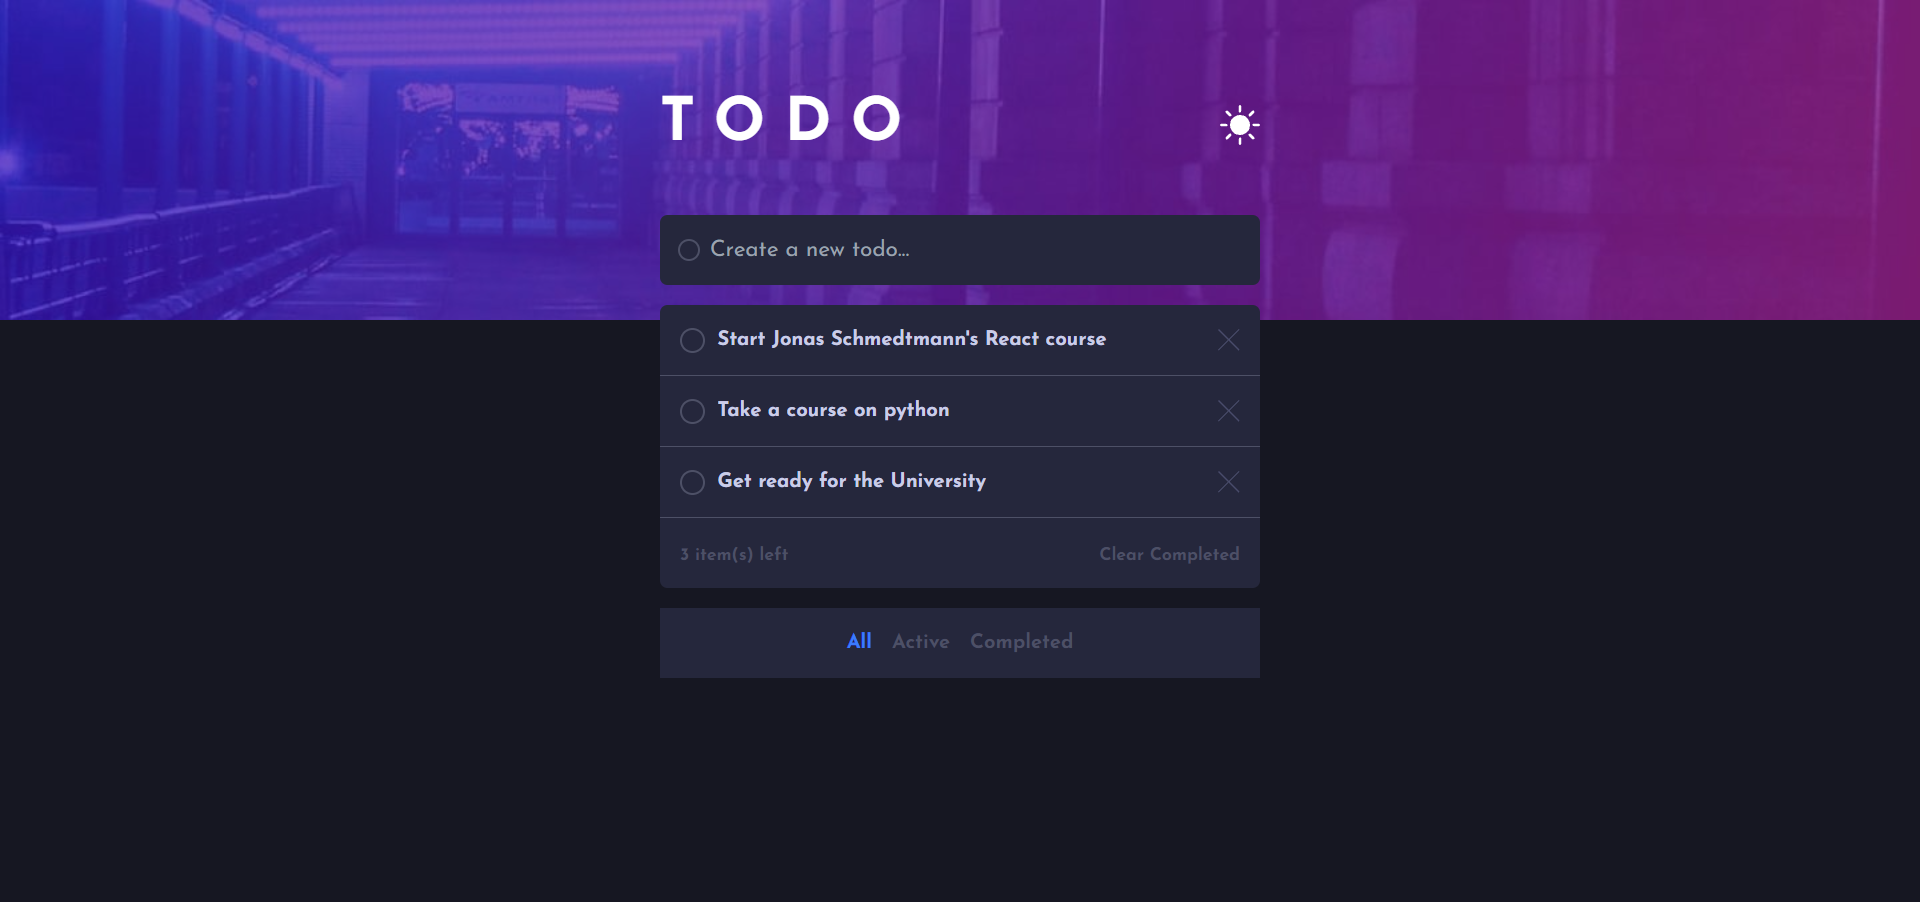 TODO
Create a new todo...
Start Jonas Schmedtmann's React course
Take a course on python
Get ready for the University
3 item(s) left
Clear Completed
All Active Completed